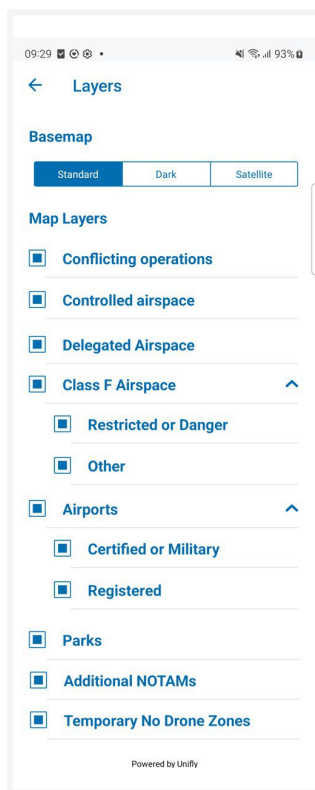 09:29
93%
Layers
Basemap
Standard Dark Satellite
Map Layers
Conflicting operations
Controlled airspace
Delegated Airspace
Class F Airspace
Restricted or Danger
Other
Airports
Certified or Military
Registered
Parks
Additional NOTAMs
Temporary No Drone Zones
Powered by Unifly